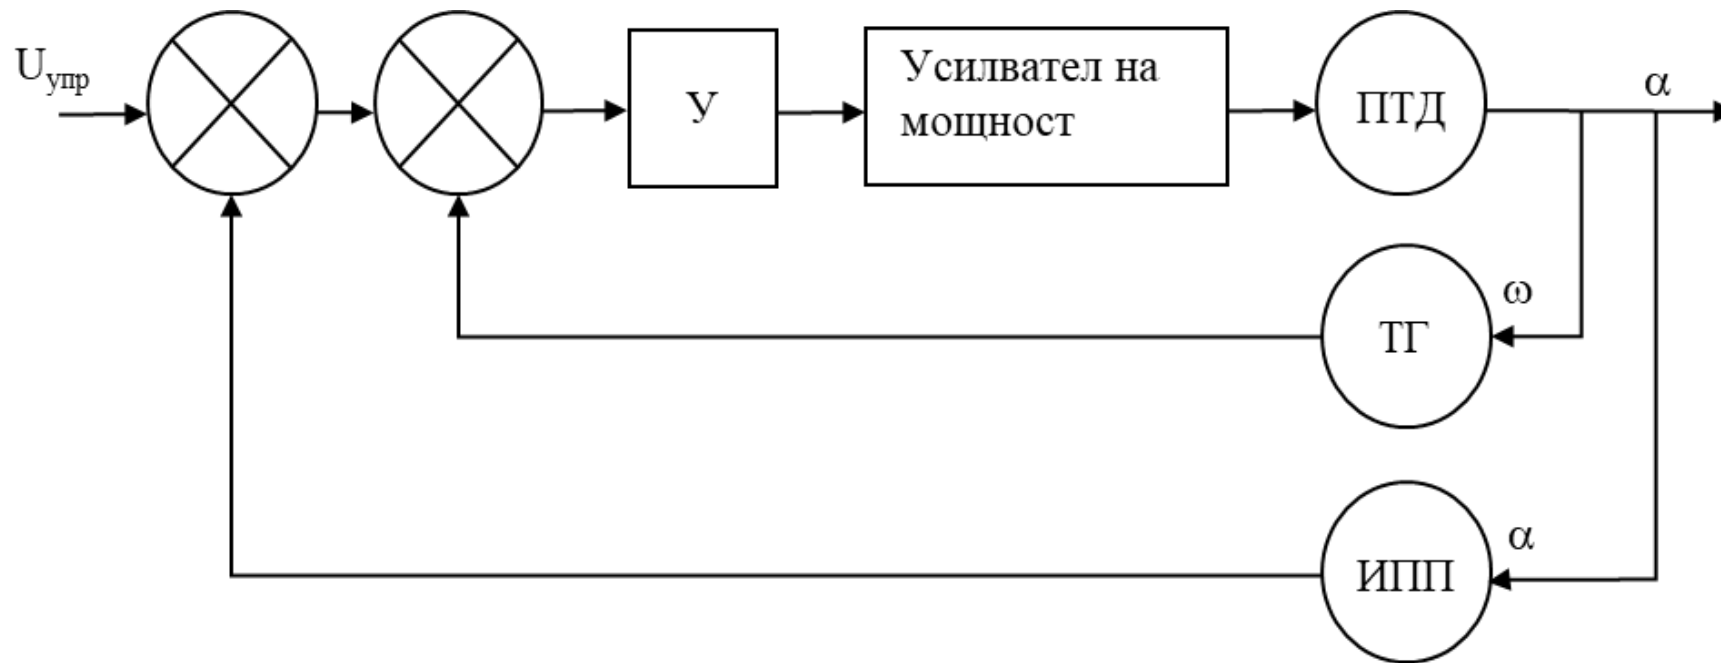 Uупр
У
Усилвател на
мощност
ПТД
α
ω
ТГ
α
ИПП